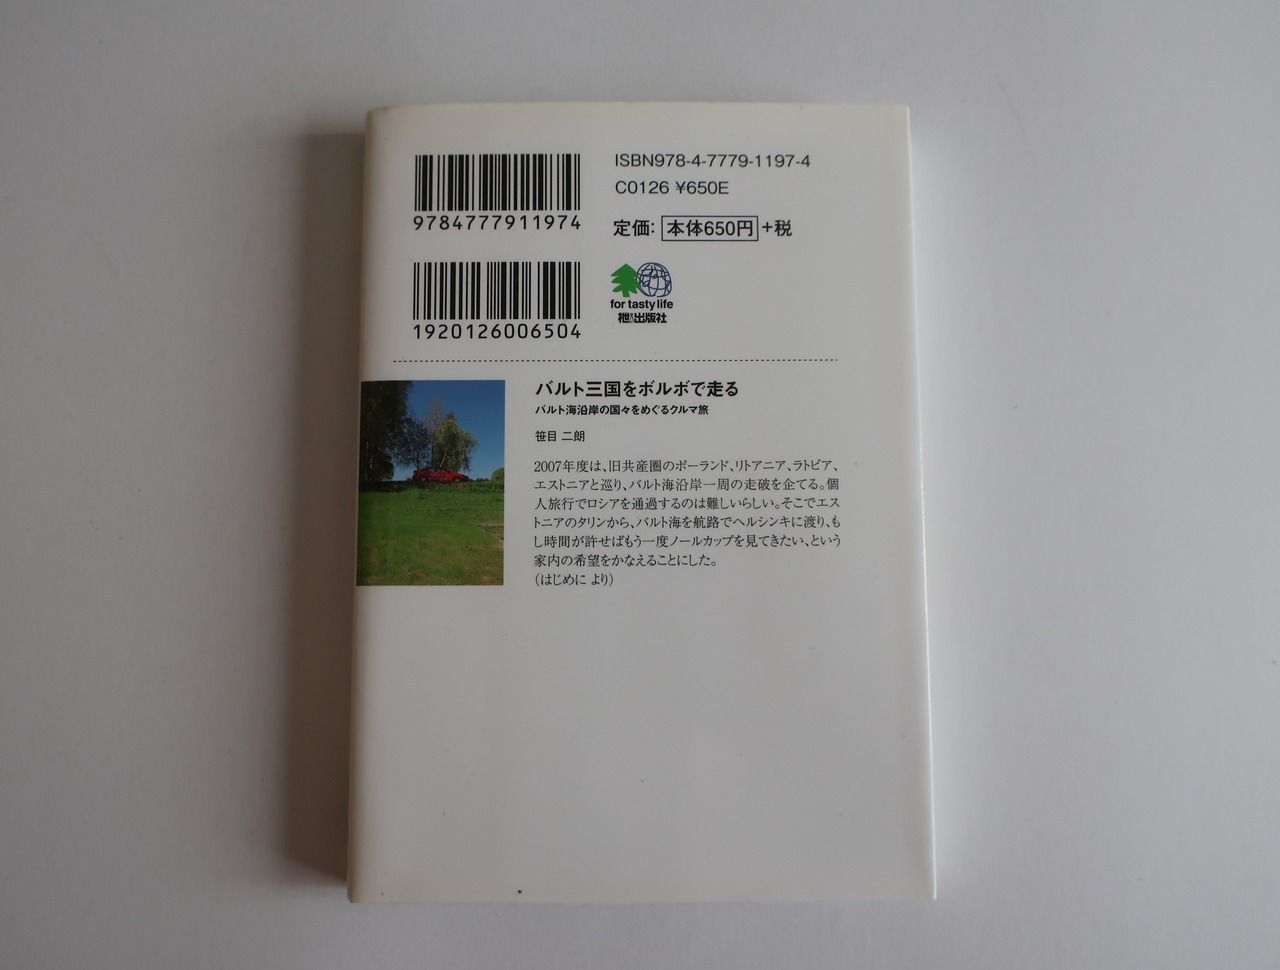 9784777911974
ISBN978-4-7779-1197-4
C0126 ¥650E
定価: 本体650円 +税
1920126006504
for tasty life
枻出版社
バルト三国をボルボで走る
バルト海沿岸の国々をめぐるクルマ旅
笹目 二朗
2007年度は、旧共産圏のポーランド、リトアニア、ラトビア、
エストニアと巡り、バルト海沿岸一周の走破を企てる。個
人旅行でロシアを通過するのは難しいらしい。そこでエス
トニアのタリンから、バルト海を航路でヘルシンキに渡り、も
し時間が許せばもう一度ノールカップを見てきたい、という
家内の希望をかなえることにした。
(はじめに より)